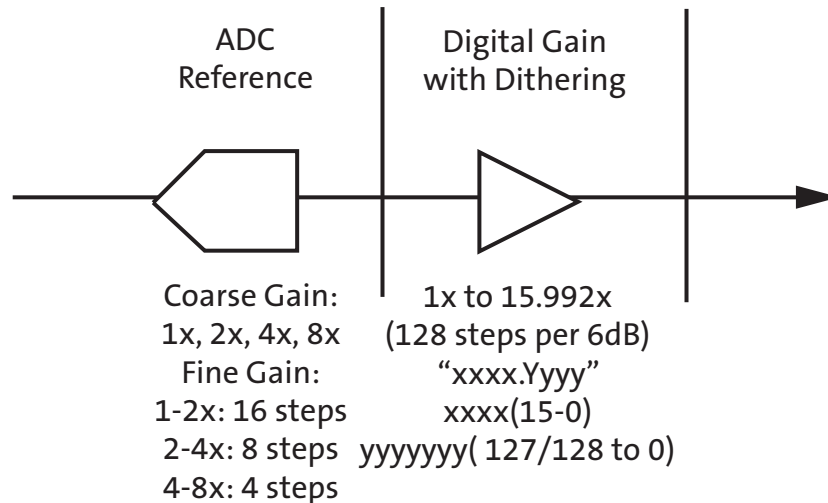 ADC
Reference
Digital Gain
with Dithering
Coarse Gain:
1x, 2x, 4x, 8x
Fine Gain:
1-2x: 16 steps
2-4x: 8 steps
4-8x: 4 steps
1x to 15.992x
(128 steps per 6dB)
“xxxx.Yyyy”
xxxx(15-0)
yyyyyyy( 127/128 to 0)